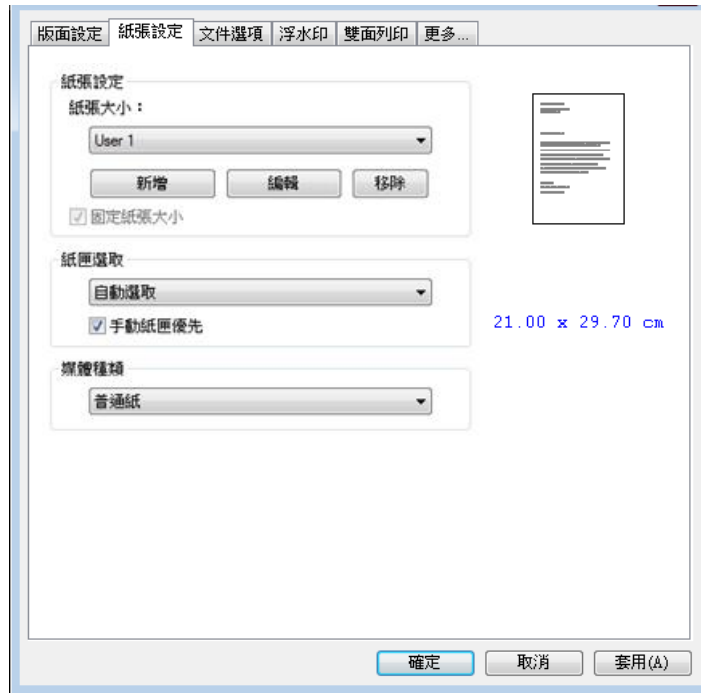 版面設定 紙張設定 文件選項 浮水印 雙面列印 更多...
紙張設定
紙張大小：
User 1
新增 編輯 移除
固定紙張大小
紙匣選取
自動選取
手動紙匣優先
21.00 x 29.70 cm
媒體種類
普通紙
確定 取消 套用(A)